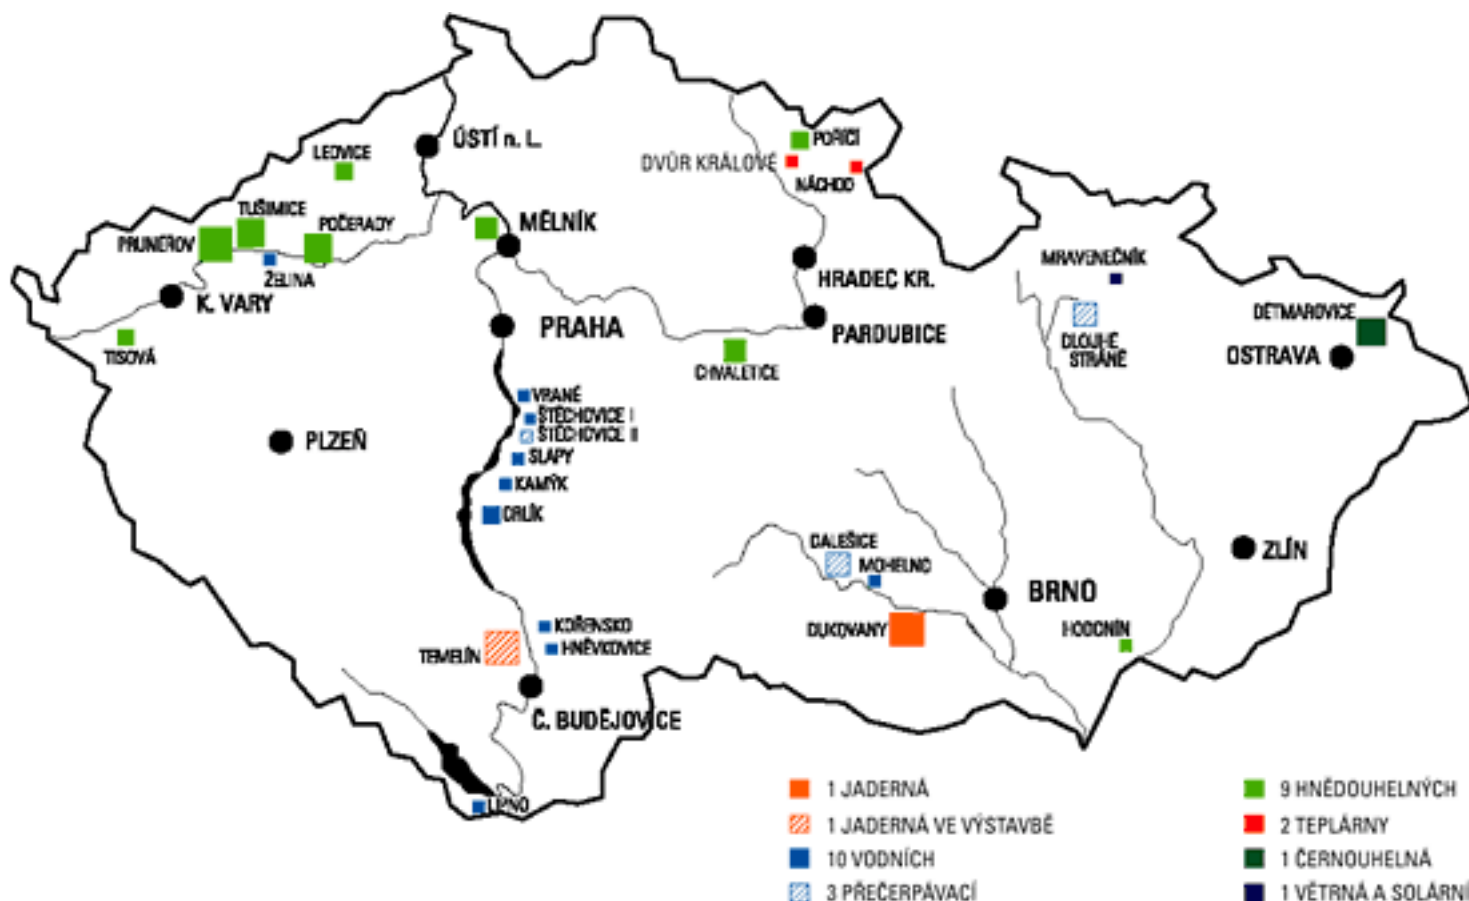 ÚSTÍ n. L.
LEDVICE
POŘÍČÍ
DVŮR KRÁLOVÉ
NÁCHOD
TUŠIMICE
POČERADY
PRUNEROV
MĚLNÍK
ŽELINA
HRADEC KR.
MRAVENEČNÍK
K. VARY
PRAHA
PARDUBICE
DLOUHÉ
STRÁNĚ
DĚTMAROVICE
OSTRAVA
TISOVÁ
CHVALETICE
VRANÉ
ŠTĚCHOVICE I
ŠTĚCHOVICE II
PLZEŇ
SLAPY
KAMÝK
ORLÍK
DALEŠICE
MOHELNO
ZLÍN
BRNO
KOŘENSKO
HNĚVKOVICE
DUKOVANY
HODONÍN
TEMELÍN
Č. BUDĚJOVICE
LIPNO
1 JADERNÁ
1 JADERNÁ VE VÝSTAVBĚ
10 VODNÍCH
3 PŘEČERPÁVACÍ
9 HNĚDOUHELNÝCH
2 TEPLÁRNY
1 ČERNOUHELNÁ
1 VĚTRNÁ A SOLÁRNÍ